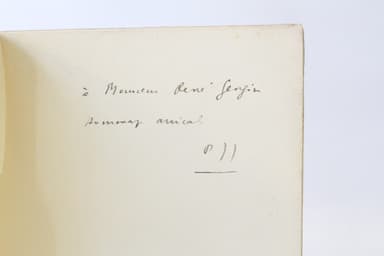 à Monsieur René Georgin
hommage amical